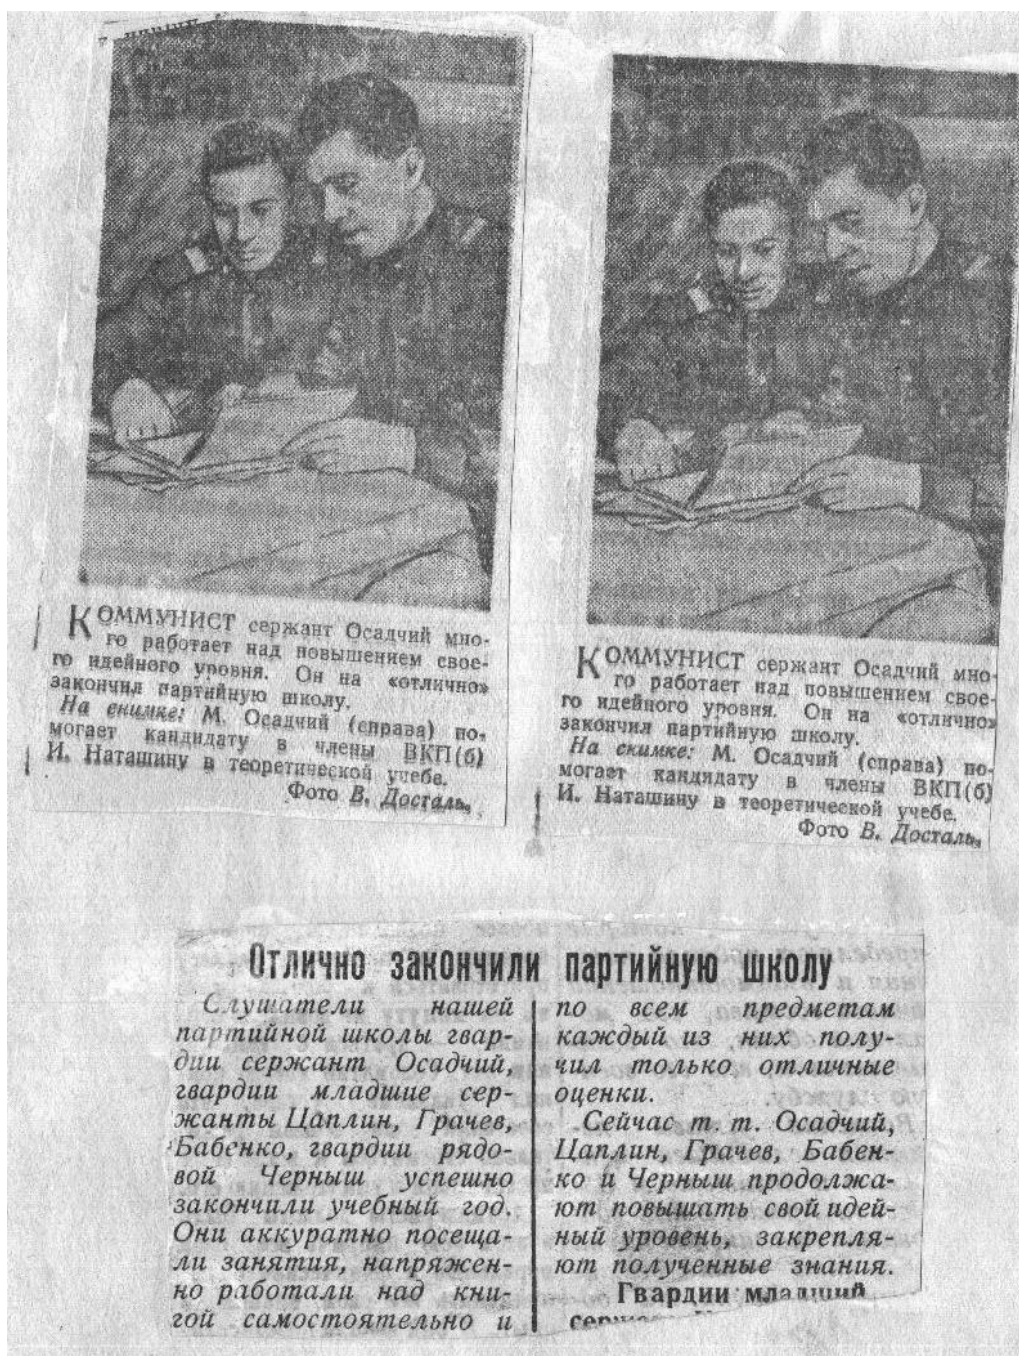 КОММУНИСТ сержант Осадчий мно-
го работает над повышением свое-
го идейного уровня. Он на «отлично»
закончил партийную школу.
На снимке: М. Осадчий (справа) по-
могает кандидату в члены ВКП(б)
И. Наташину в теоретической учебе.
Фото В. Досталь.
КОММУНИСТ сержант Осадчий мно-
го работает над повышением свое-
го идейного уровня. Он на «отлично»
закончил партийную школу.
На снимке: М. Осадчий (справа) по-
могает кандидату в члены ВКП(б)
И. Наташину в теоретической учебе.
Фото В. Досталь.
Отлично закончили партийную школу
Слушатели нашей
партийной школы гвар-
дии сержант Осадчий,
гвардии младшие сер-
жанты Цаплин, Грачев,
Бабенко, гвардии рядо-
вой Черныш успешно
закончили учебный год.
Они аккуратно посеща-
ли занятия, напряжен-
но работали над кни-
гой самостоятельно и
по всем предметам
каждый из них полу-
чил только отличные
оценки.
Сейчас т. т. Осадчий,
Цаплин, Грачев, Бабен-
ко и Черныш продолжа-
ют повышать свой идей-
ный уровень, закрепля-
ют полученные знания.
Гвардии младший